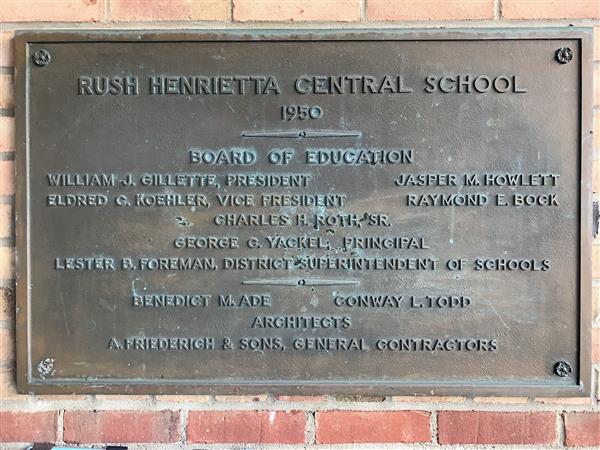 RUSH HENRIETTA CENTRAL SCHOOL
1950
BOARD OF EDUCATION
WILLIAM J. GILLETTE, PRESIDENT JASPER M. HOWLETT
ELDRED G. KOEHLER, VICE PRESIDENT RAYMOND E. BOCK
CHARLES H. ROTH, SR.
GEORGE G. YACKEL, PRINCIPAL
LESTER B. FOREMAN, DISTRICT SUPERINTENDENT OF SCHOOLS
BENEDICT M. ADE CONWAY L. TODD
ARCHITECTS
A. FRIEDERICH & SONS, GENERAL CONTRACTORS